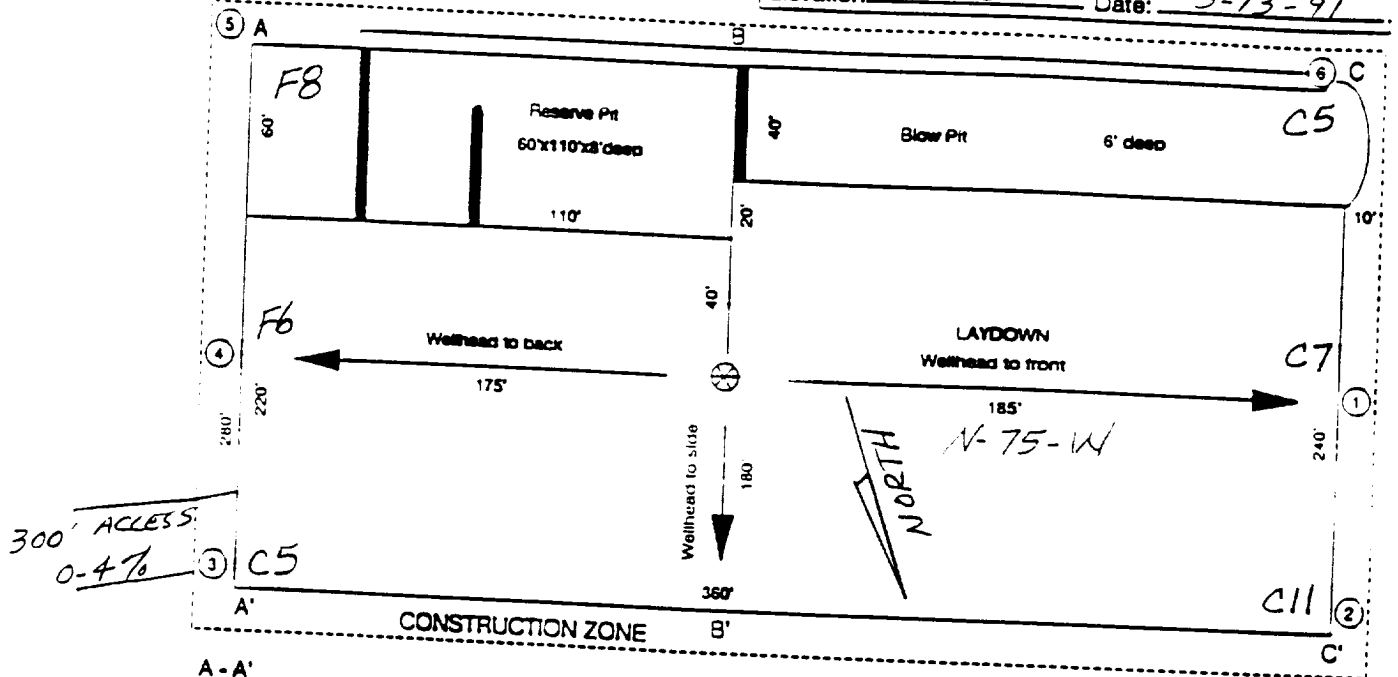 Date: 5-13-91
5 A
B
6 C
F8
60'
Reserve Pit
60'x110'x8'deep
40'
Blow Pit
6' deep
C5
110'
20'
10'
F6
40'
4
Wellhead to back
175'
LAYDOWN
Wellhead to front
C7
185'
1
N-75-W
220'
280'
240'
Wellhead to side
180'
NORTH
300' ACCESS
0-4%
3 C5
C11
2
A'
360'
CONSTRUCTION ZONE
B'
C'
A - A'